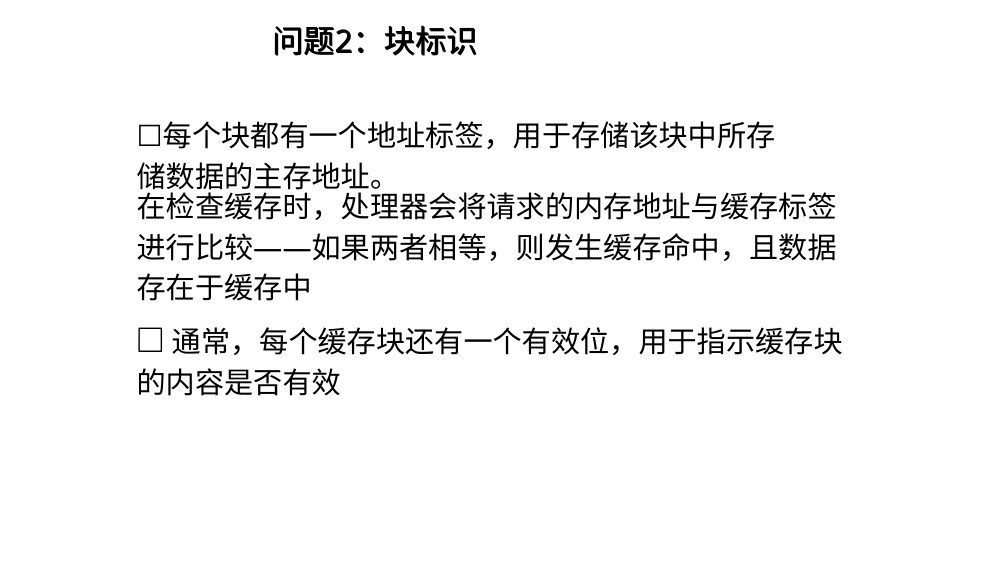 问题2：块标识
☐每个块都有一个地址标签，用于存储该块中所存
储数据的主存地址。
在检查缓存时，处理器会将请求的内存地址与缓存标签
进行比较——如果两者相等，则发生缓存命中，且数据
存在于缓存中
☐ 通常，每个缓存块还有一个有效位，用于指示缓存块
的内容是否有效